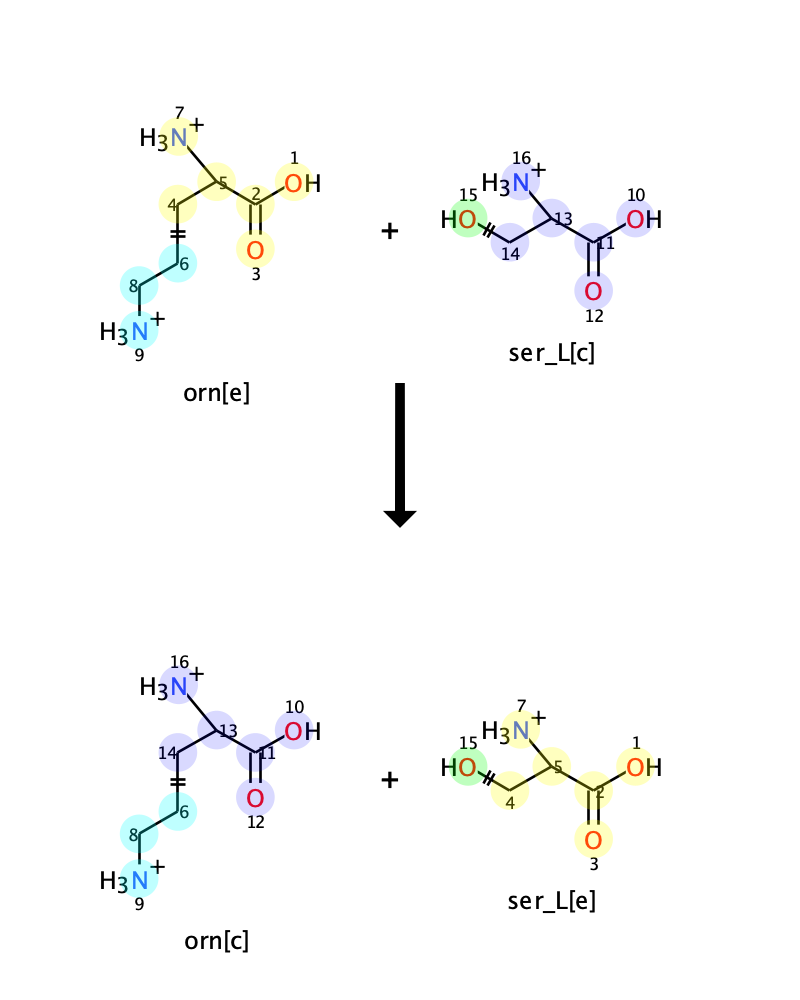 7
H3N+
1
5
2
OH
4
O
3
6
8
H3N+
9
orn[e]
+
16
H3N+
15
10
HO
13
OH
11
14
O
12
ser_L[c]
16
H3N+
10
13
OH
14
11
O
12
6
8
H3N+
9
orn[c]
+
7
H3N+
15
1
HO
5
OH
2
4
O
3
ser_L[e]